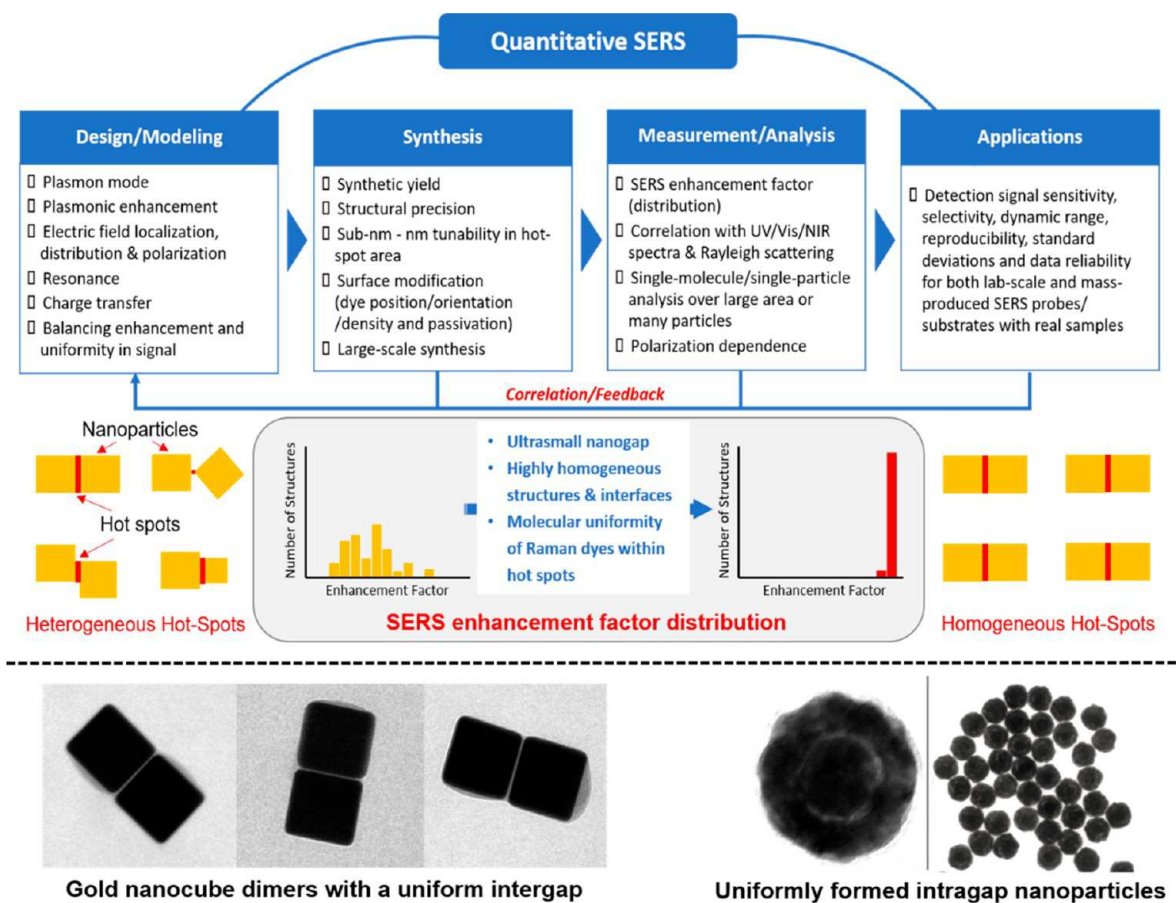 Quantitative SERS
Design/Modeling
▯ Plasmon mode
▯ Plasmonic enhancement
▯ Electric field localization,
distribution & polarization
▯ Resonance
▯ Charge transfer
▯ Balancing enhancement and
uniformity in signal
Synthesis
▯ Synthetic yield
▯ Structural precision
▯ Sub-nm - nm tunability in hot-
spot area
▯ Surface modification
(dye position/orientation
/density and passivation)
▯ Large-scale synthesis
Measurement/Analysis
▯ SERS enhancement factor
(distribution)
▯ Correlation with UV/Vis/NIR
spectra & Rayleigh scattering
▯ Single-molecule/single-particle
analysis over large area or
many particles
▯ Polarization dependence
Applications
▯ Detection signal sensitivity,
selectivity, dynamic range,
reproducibility, standard
deviations and data reliability
for both lab-scale and mass-
produced SERS probes/
substrates with real samples
Correlation/Feedback
Nanoparticles
Hot spots
Heterogeneous Hot-Spots
Number of Structures
Enhancement Factor
• Ultrasmall nanogap
• Highly homogeneous
structures & interfaces
• Molecular uniformity
of Raman dyes within
hot spots
Number of Structures
Enhancement Factor
SERS enhancement factor distribution
Homogeneous Hot-Spots
Gold nanocube dimers with a uniform intergap
Uniformly formed intragap nanoparticles